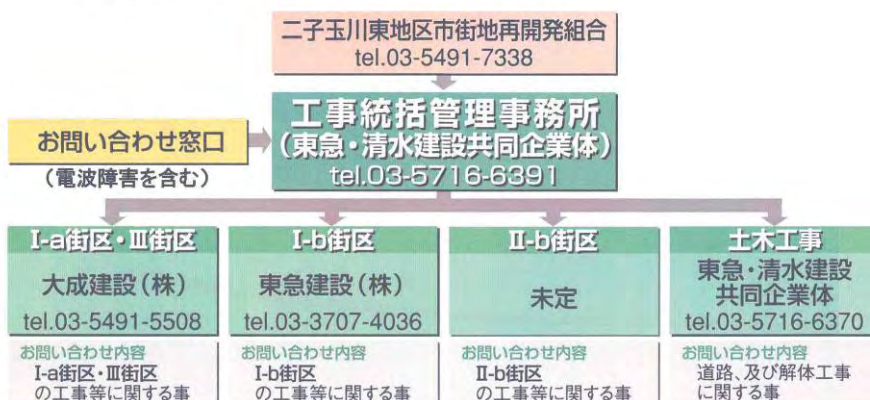 二子玉川東地区市街地再開発組合
tel.03-5491-7338
工事統括管理事務所
(東急・清水建設共同企業体)
tel.03-5716-6391
お問い合わせ窓口
(電波障害を含む)
I-a街区・Ⅲ街区
大成建設(株)
tel.03-5491-5508
お問い合わせ内容
I-a街区・Ⅲ街区
の工事等に関する事
I-b街区
東急建設(株)
tel.03-3707-4036
お問い合わせ内容
I-b街区
の工事等に関する事
Ⅱ-b街区
未定
お問い合わせ内容
Ⅱ-b街区
の工事等に関する事
土木工事
東急・清水建設
共同企業体
tel.03-5716-6370
お問い合わせ内容
道路、及び解体工事
に関する事